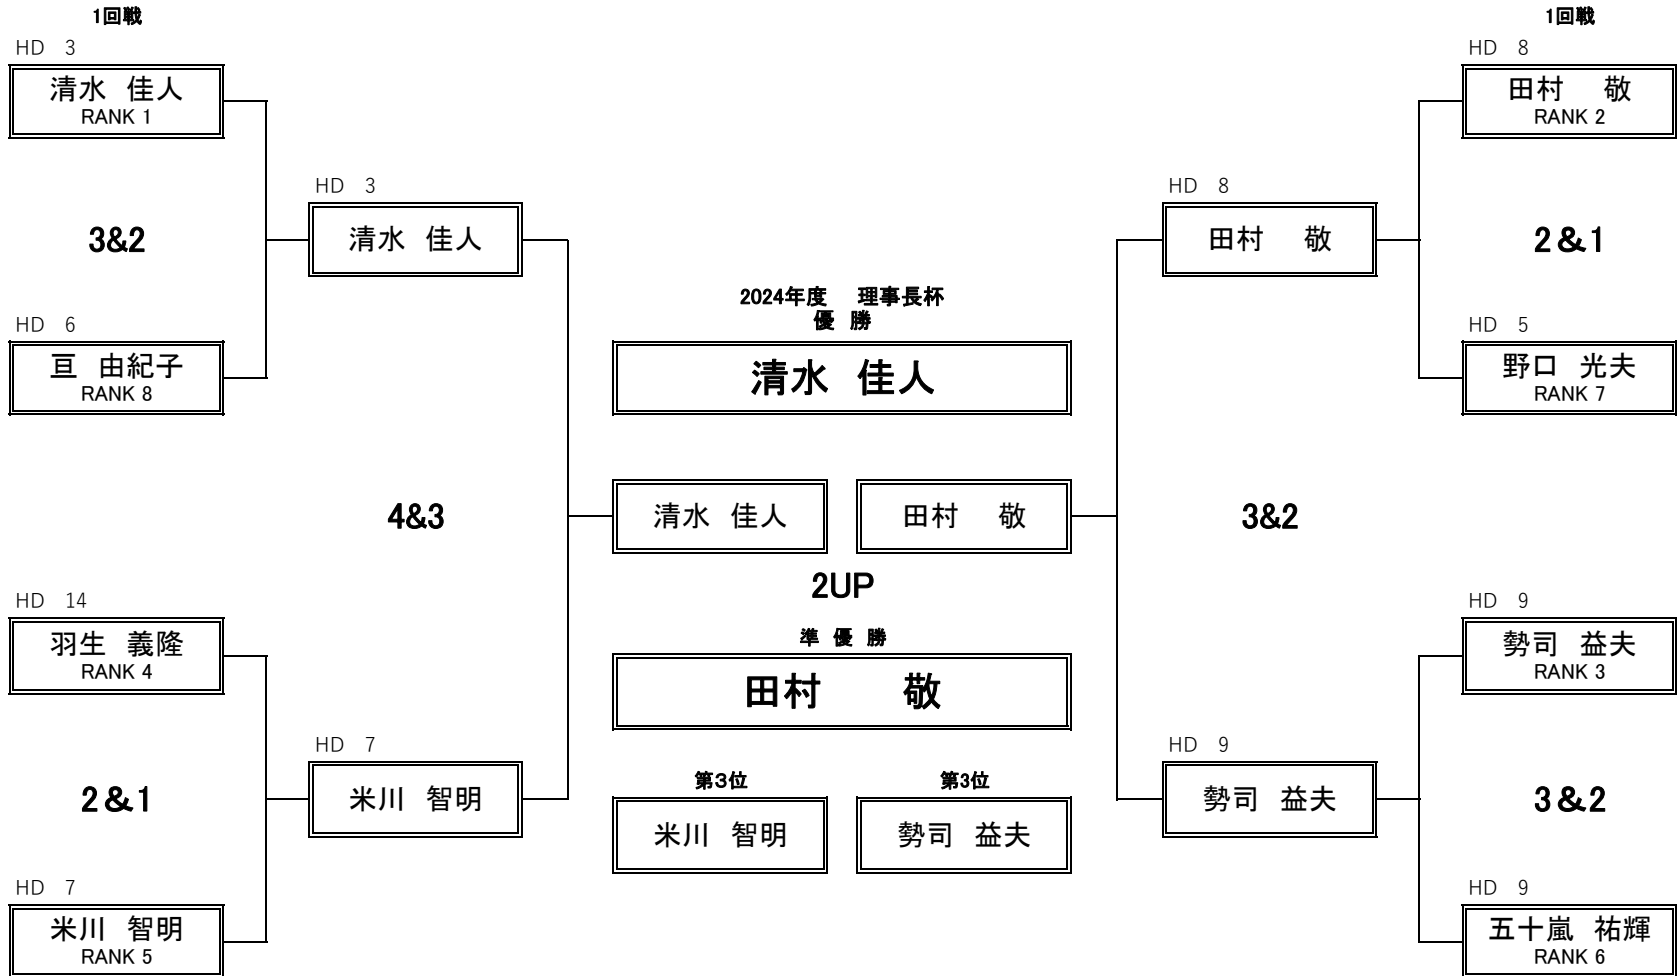 1回戦
1回戦
HD 3
HD 8
清水 佳人
RANK 1
田村 敬
RANK 2
HD 3
HD 8
3&2
清水 佳人
田村 敬
2&1
2024年度 理事長杯
優 勝
HD 6
HD 5
亘 由紀子
RANK 8
清水 佳人
野口 光夫
RANK 7
4&3
清水 佳人
田村 敬
3&2
2UP
HD 14
HD 9
準 優 勝
羽生 義隆
RANK 4
勢司 益夫
RANK 3
田村 敬
HD 7
HD 9
第3位
第3位
2&1
米川 智明
勢司 益夫
3&2
米川 智明
勢司 益夫
HD 7
HD 9
米川 智明
RANK 5
五十嵐 祐輝
RANK 6